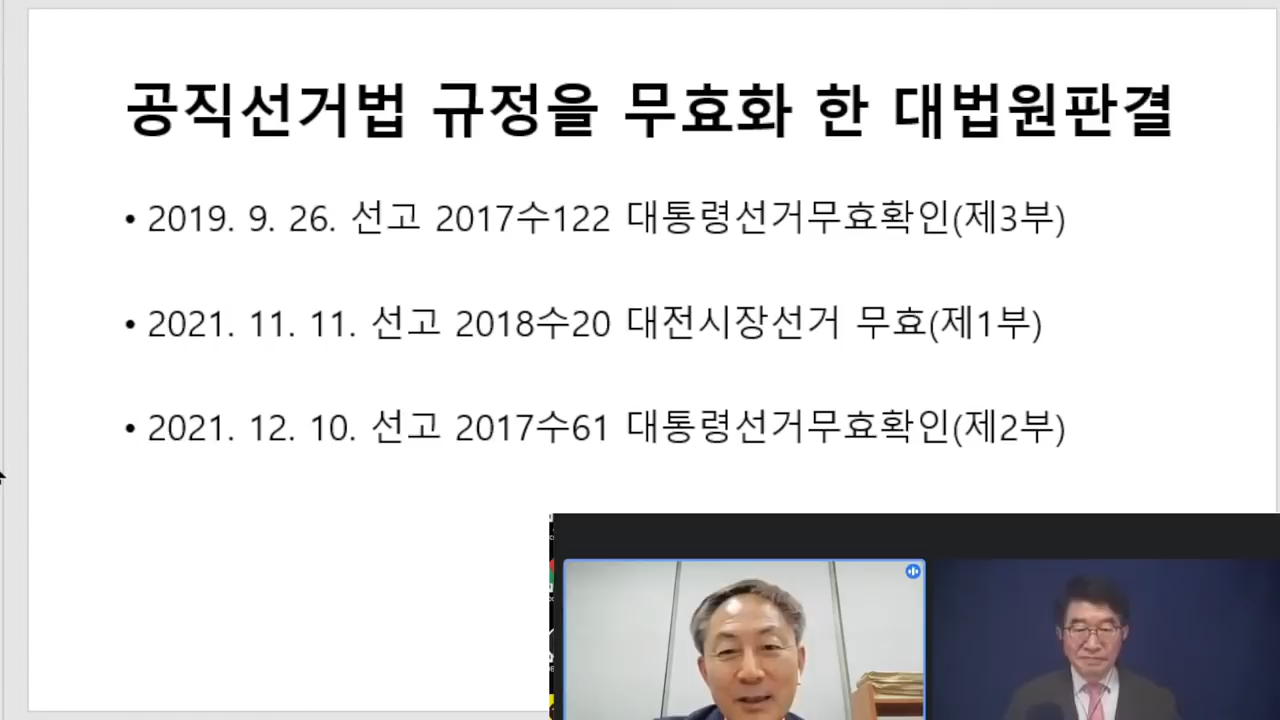 공직선거법 규정을 무효화 한 대법원판결
• 2019. 9. 26. 선고 2017수122 대통령선거무효확인(제3부)
• 2021. 11. 11. 선고 2018수20 대전시장선거 무효(제1부)
• 2021. 12. 10. 선고 2017수61 대통령선거무효확인(제2부)